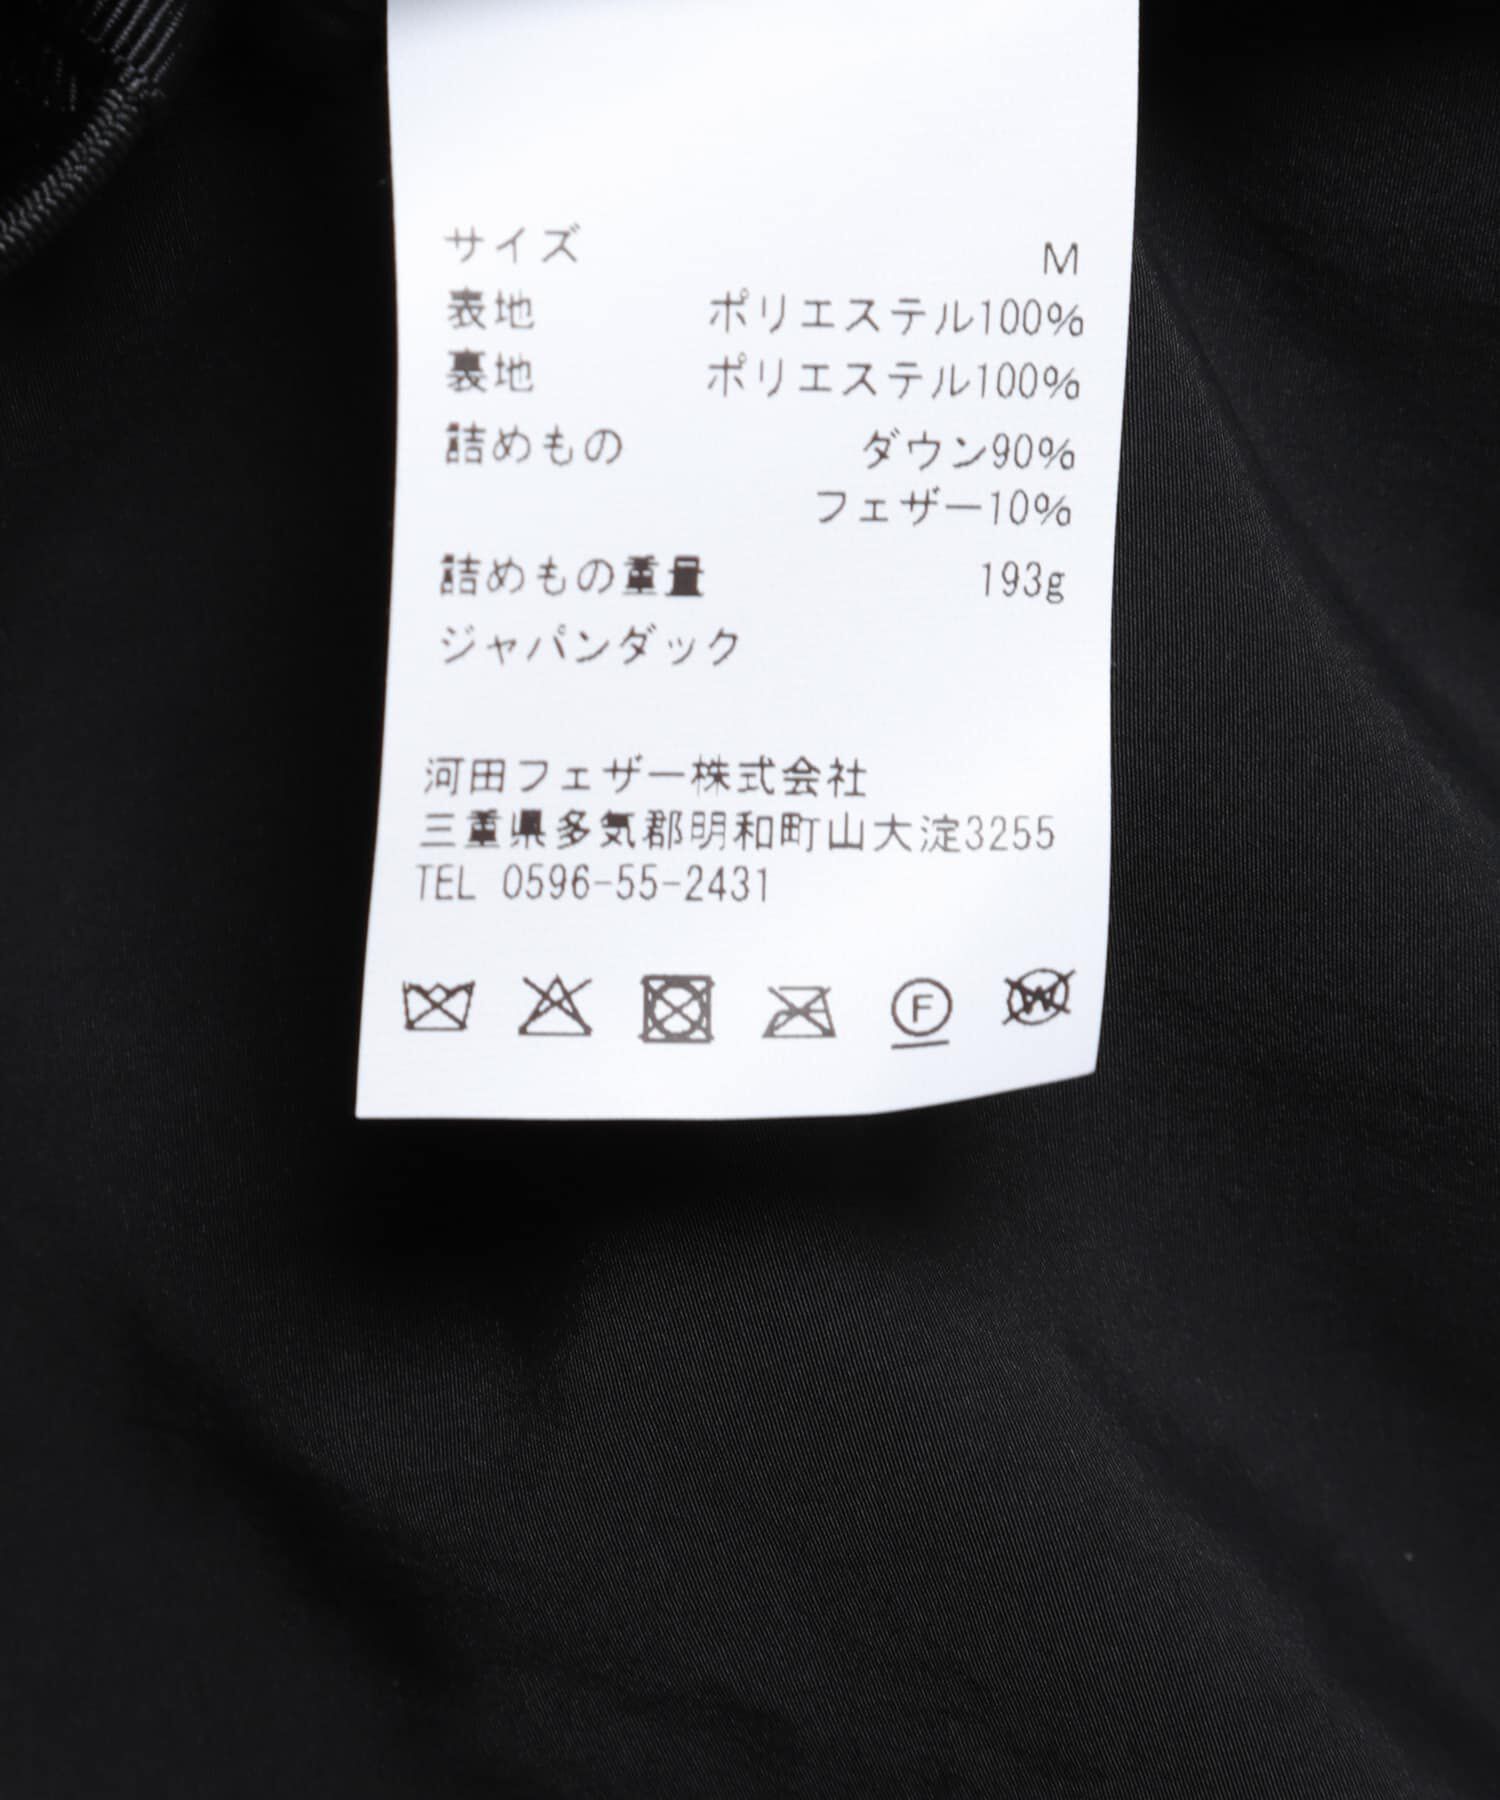 サイズ M
表地 ポリエステル100%
裏地 ポリエステル100%
詰めもの ダウン90%
フェザー10%
詰めもの重量 193g
ジャパンダック
河田フェザー株式会社
三重県多気郡明和町山大淀3255
TEL 0596-55-2431
F W